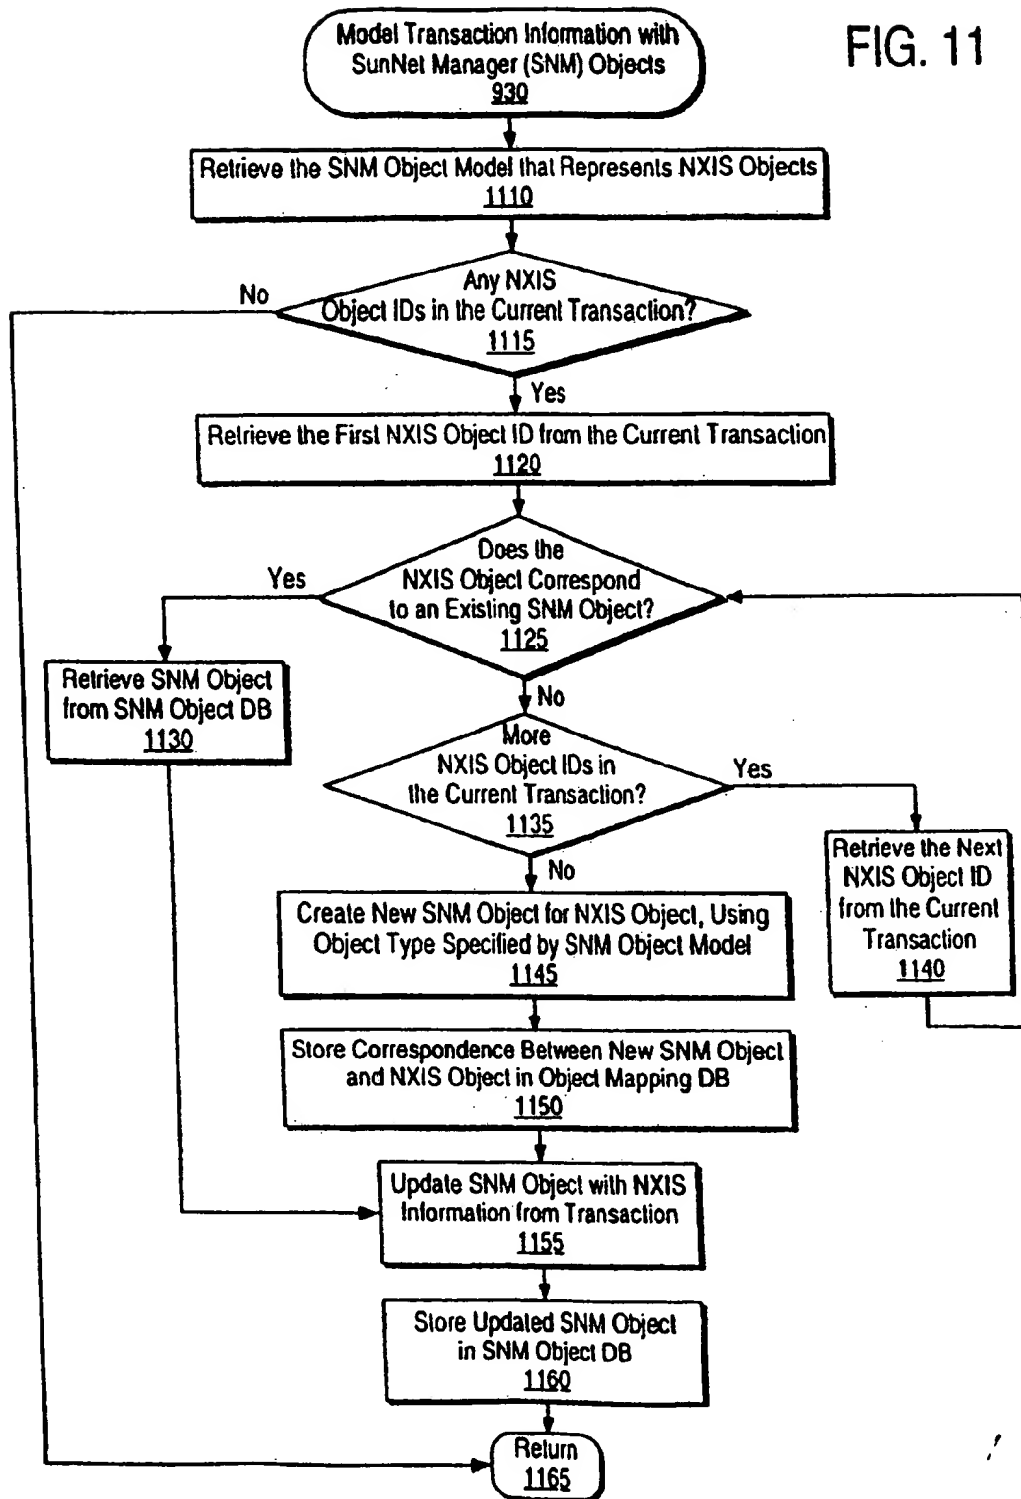 FIG. 11
Model Transaction Information with
SunNet Manager (SNM) Objects
930
Retrieve the SNM Object Model that Represents NXIS Objects
1110
Any NXIS
Object IDs in the Current Transaction?
1115
No
Yes
Retrieve the First NXIS Object ID from the Current Transaction
1120
Does the
NXIS Object Correspond
to an Existing SNM Object?
1125
Yes
No
Retrieve SNM Object
from SNM Object DB
1130
More
NXIS Object IDs in
the Current Transaction?
1135
Yes
No
Retrieve the Next
NXIS Object ID
from the Current
Transaction
1140
Create New SNM Object for NXIS Object, Using
Object Type Specified by SNM Object Model
1145
Store Correspondence Between New SNM Object
and NXIS Object in Object Mapping DB
1150
Update SNM Object with NXIS
Information from Transaction
1155
Store Updated SNM Object
in SNM Object DB
1160
Return
1165